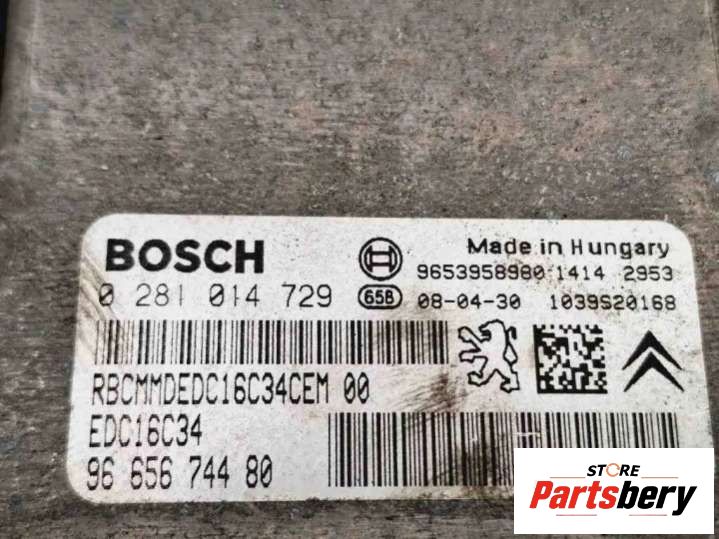 BOSCH
Made in Hungary
9653958980 1414 2953
0 281 014 729
65B
08-04-30 1039S20168
RBCMMDEDC16C34CEM 00
EDC16C34
96 656 744 80
STORE
Partsbery